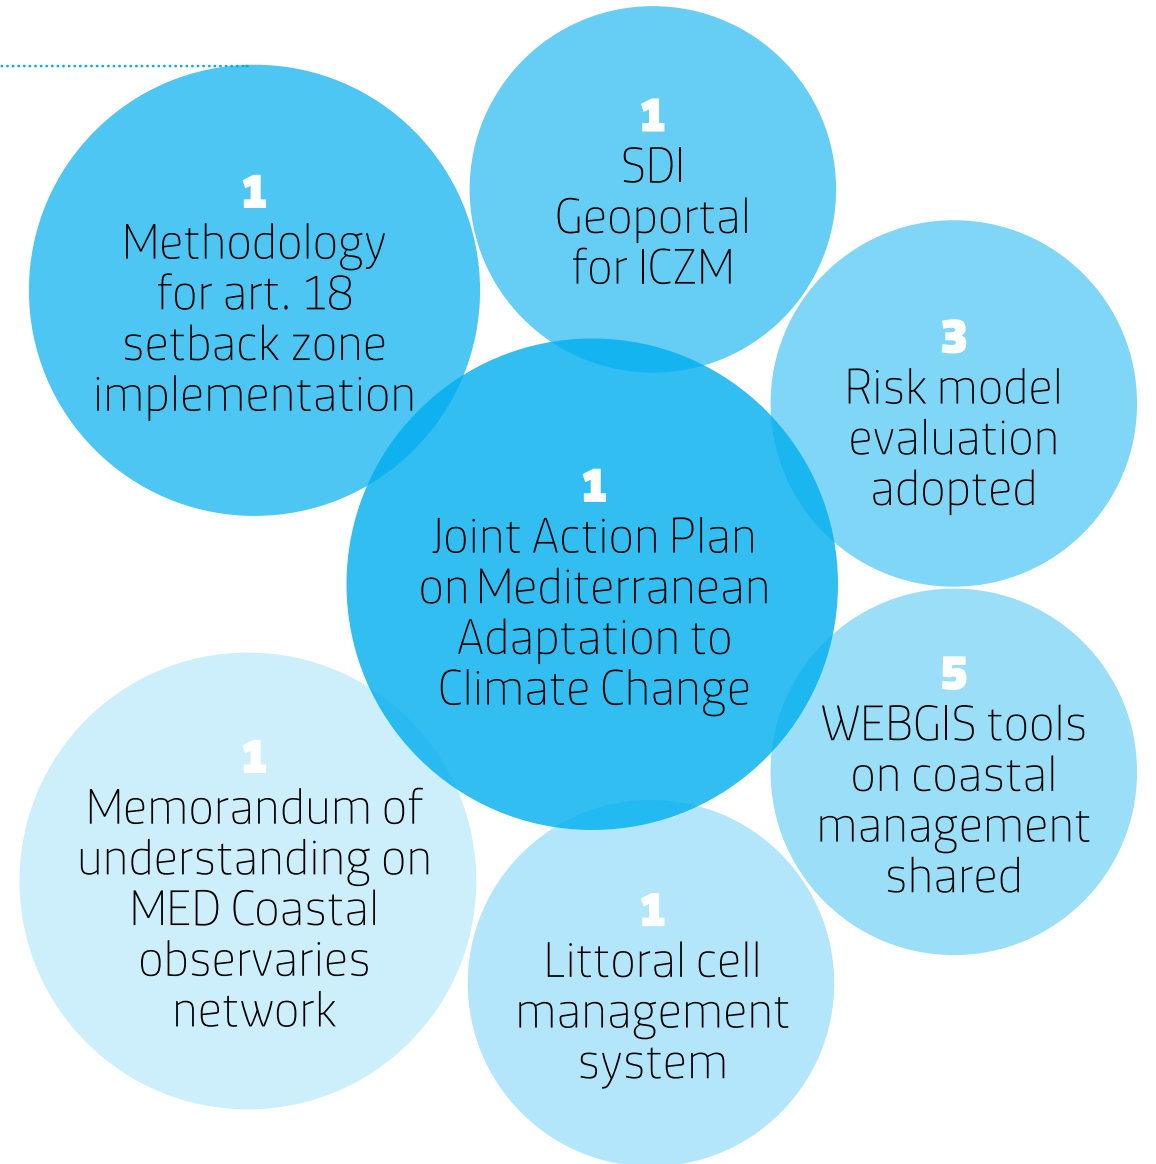 1
Methodology
for art. 18
setback zone
implementation
1
SDI
Geoportal
for ICZM
3
Risk model
evaluation
adopted
1
Joint Action Plan
on Mediterranean
Adaptation to
Climate Change
5
WEBGIS tools
on coastal
management
shared
1
Memorandum of
understanding on
MED Coastal
observaries
network
1
Littoral cell
management
system